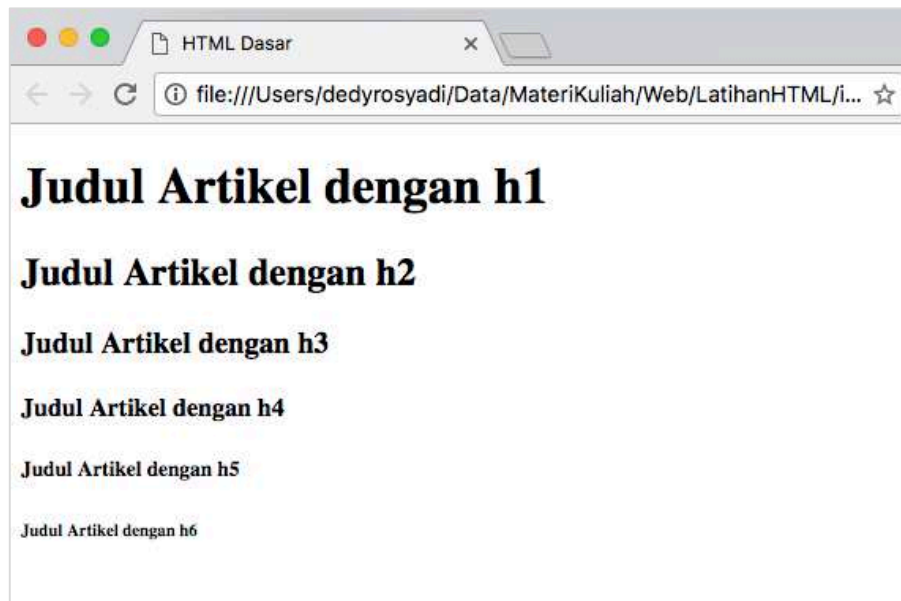 HTML Dasar
file:///Users/dedyrosyadi/Data/MateriKuliah/Web/LatihanHTML/i...
Judul Artikel dengan h1
Judul Artikel dengan h2
Judul Artikel dengan h3
Judul Artikel dengan h4
Judul Artikel dengan h5
Judul Artikel dengan h6